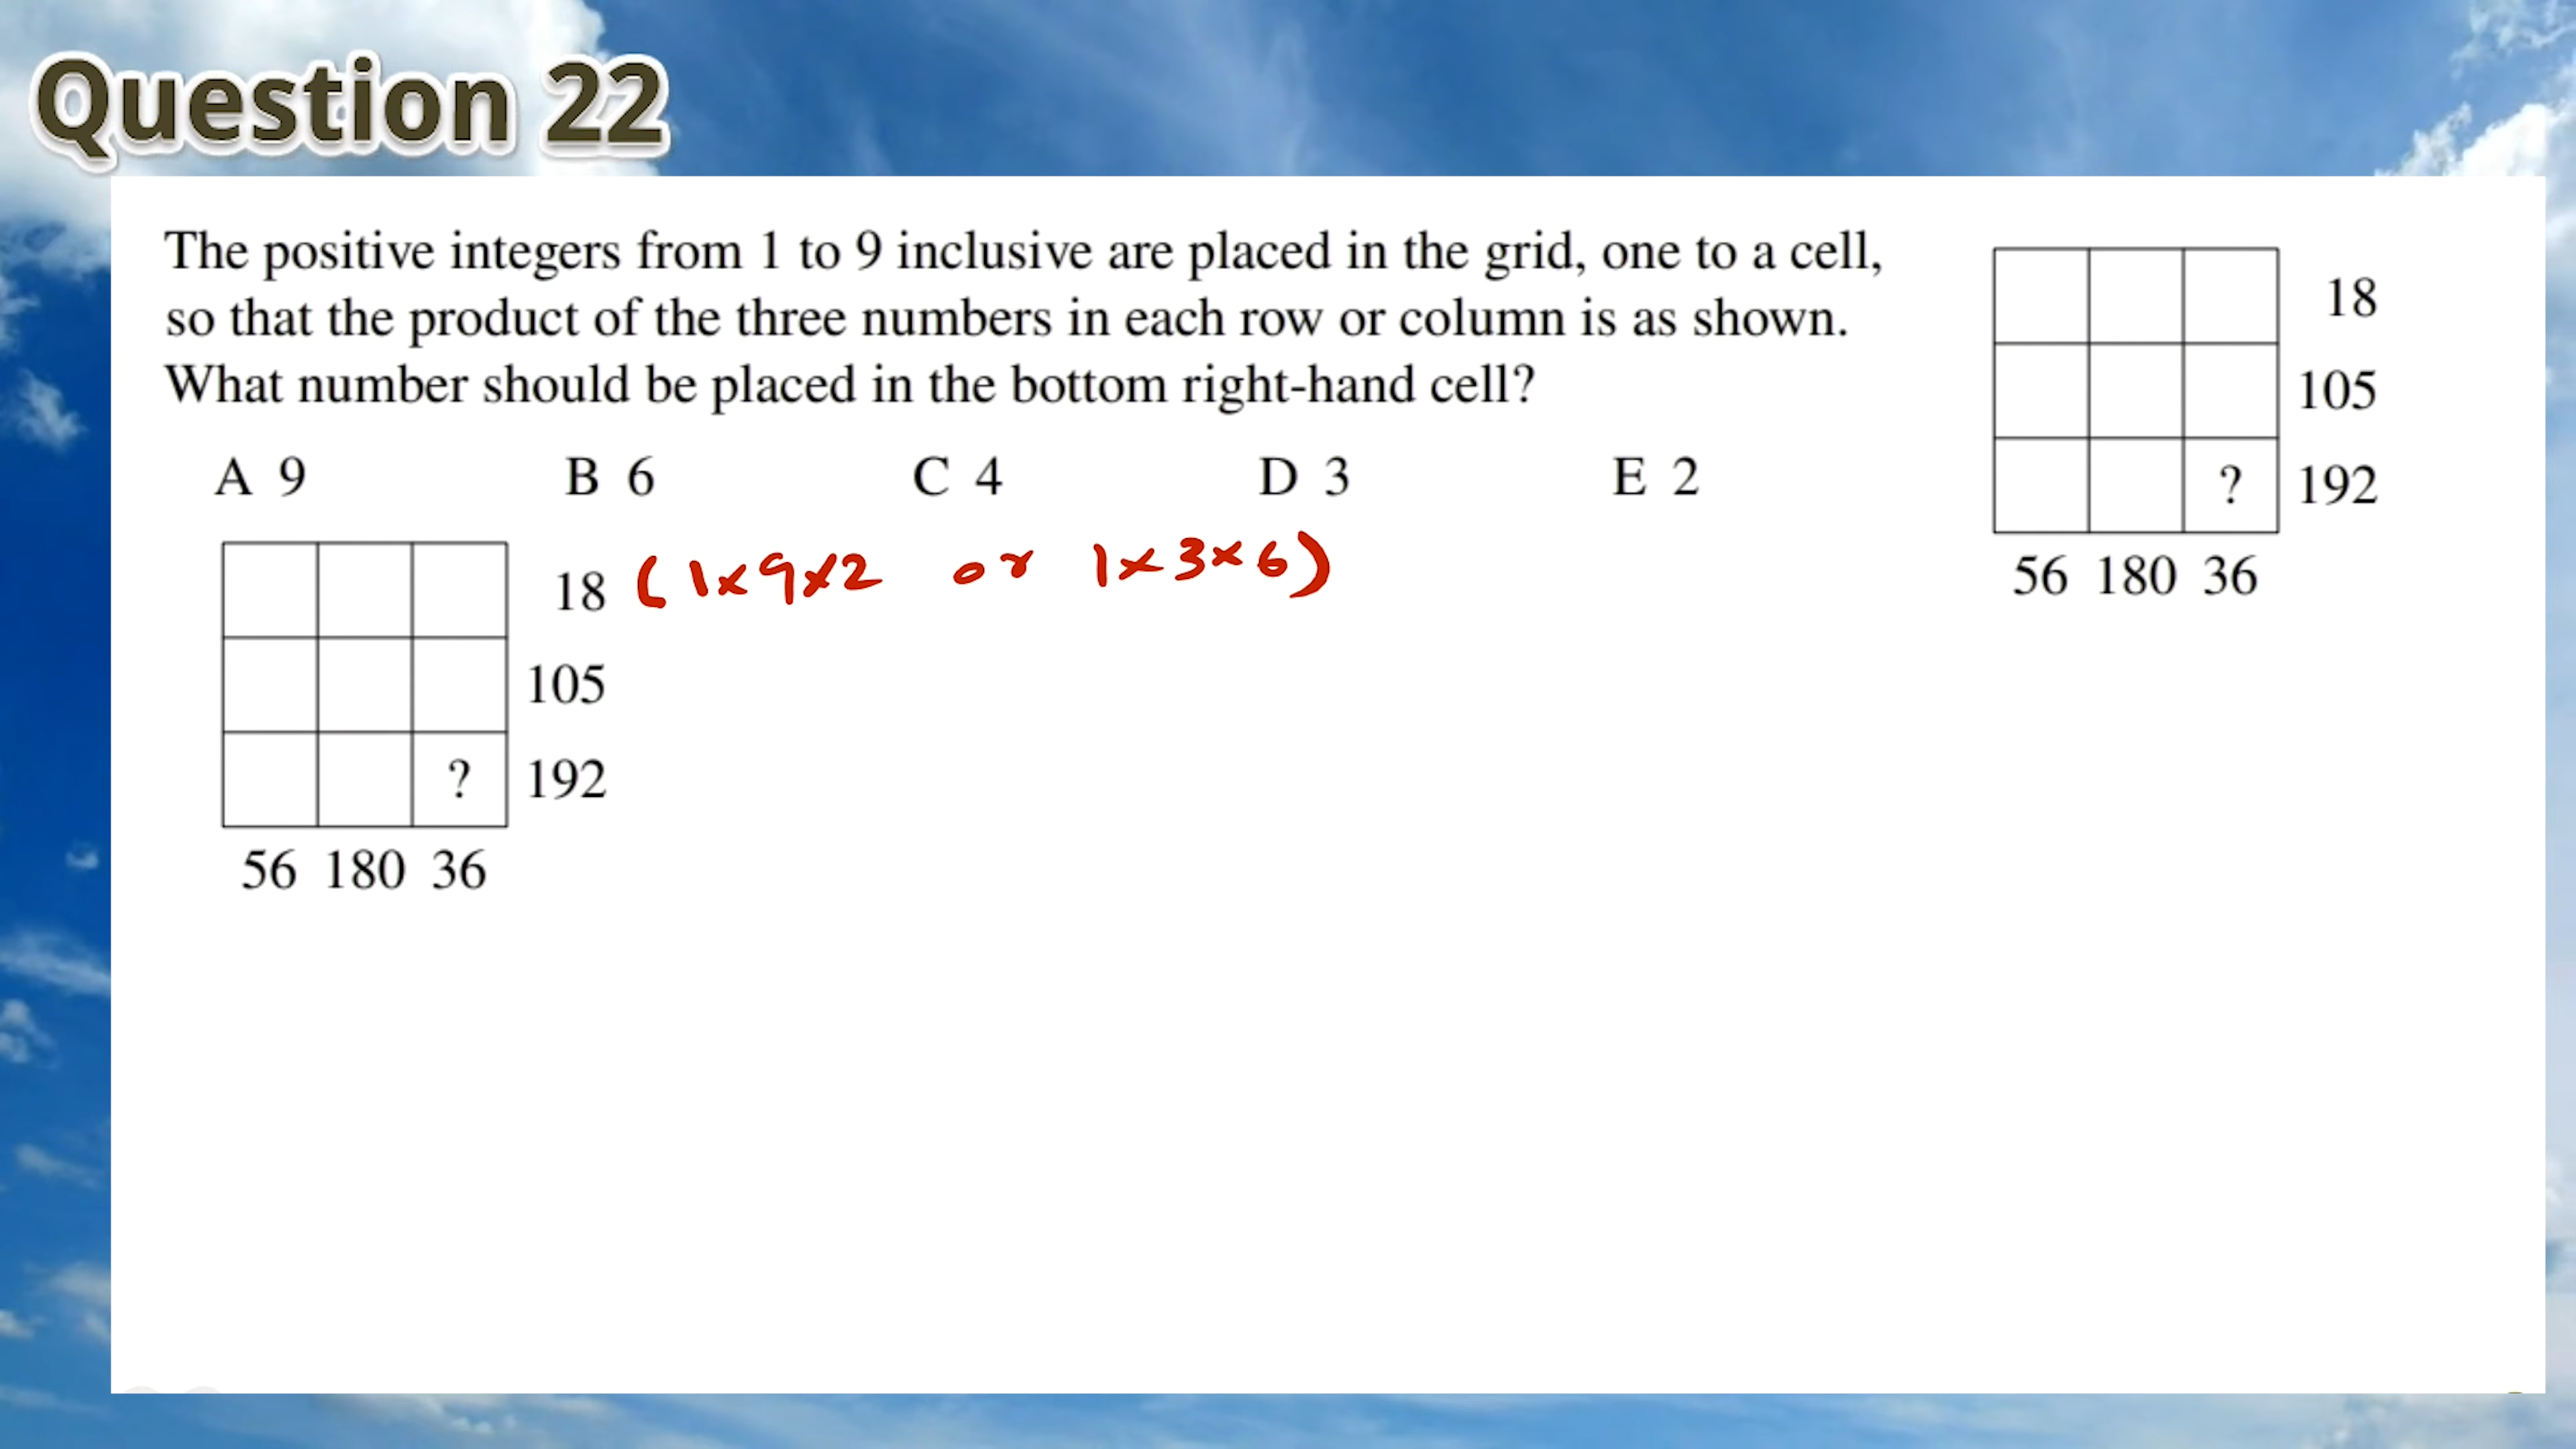 Question 22
The positive integers from 1 to 9 inclusive are placed in the grid, one to a cell,
so that the product of the three numbers in each row or column is as shown.
What number should be placed in the bottom right-hand cell?
A 9 B 6 C 4 D 3 E 2
18
105
? 192
56 180 36
18 (1×9×2 or 1×3×6)
105
? 192
56 180 36